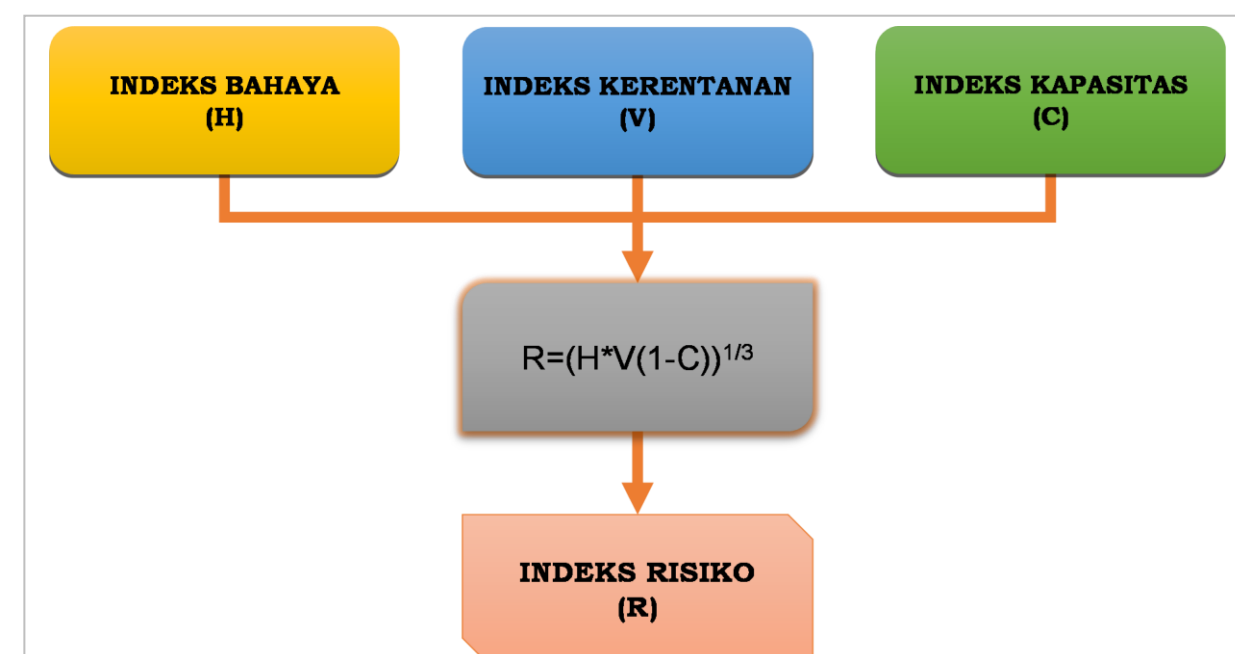 INDEKS BAHAYA
(H)
INDEKS KERENTANAN
(V)
INDEKS KAPASITAS
(C)
R=(H*V(1-C))^1/3
INDEKS RISIKO
(R)